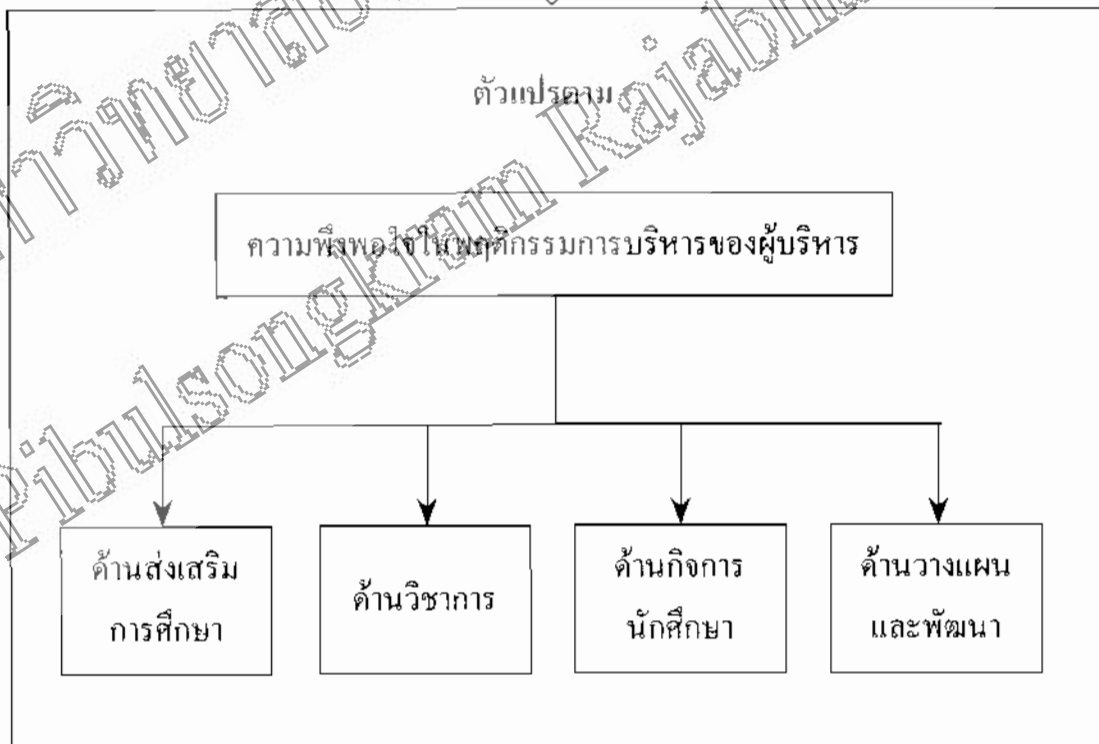 ตัวแปรตาม
ความพึงพอใจในพฤติกรรมการบริหารของผู้บริหาร
ด้านส่งเสริม
การศึกษา
ด้านวิชาการ
ด้านกิจการ
นักศึกษา
ด้านวางแผน
และพัฒนา
Pibulsongkram